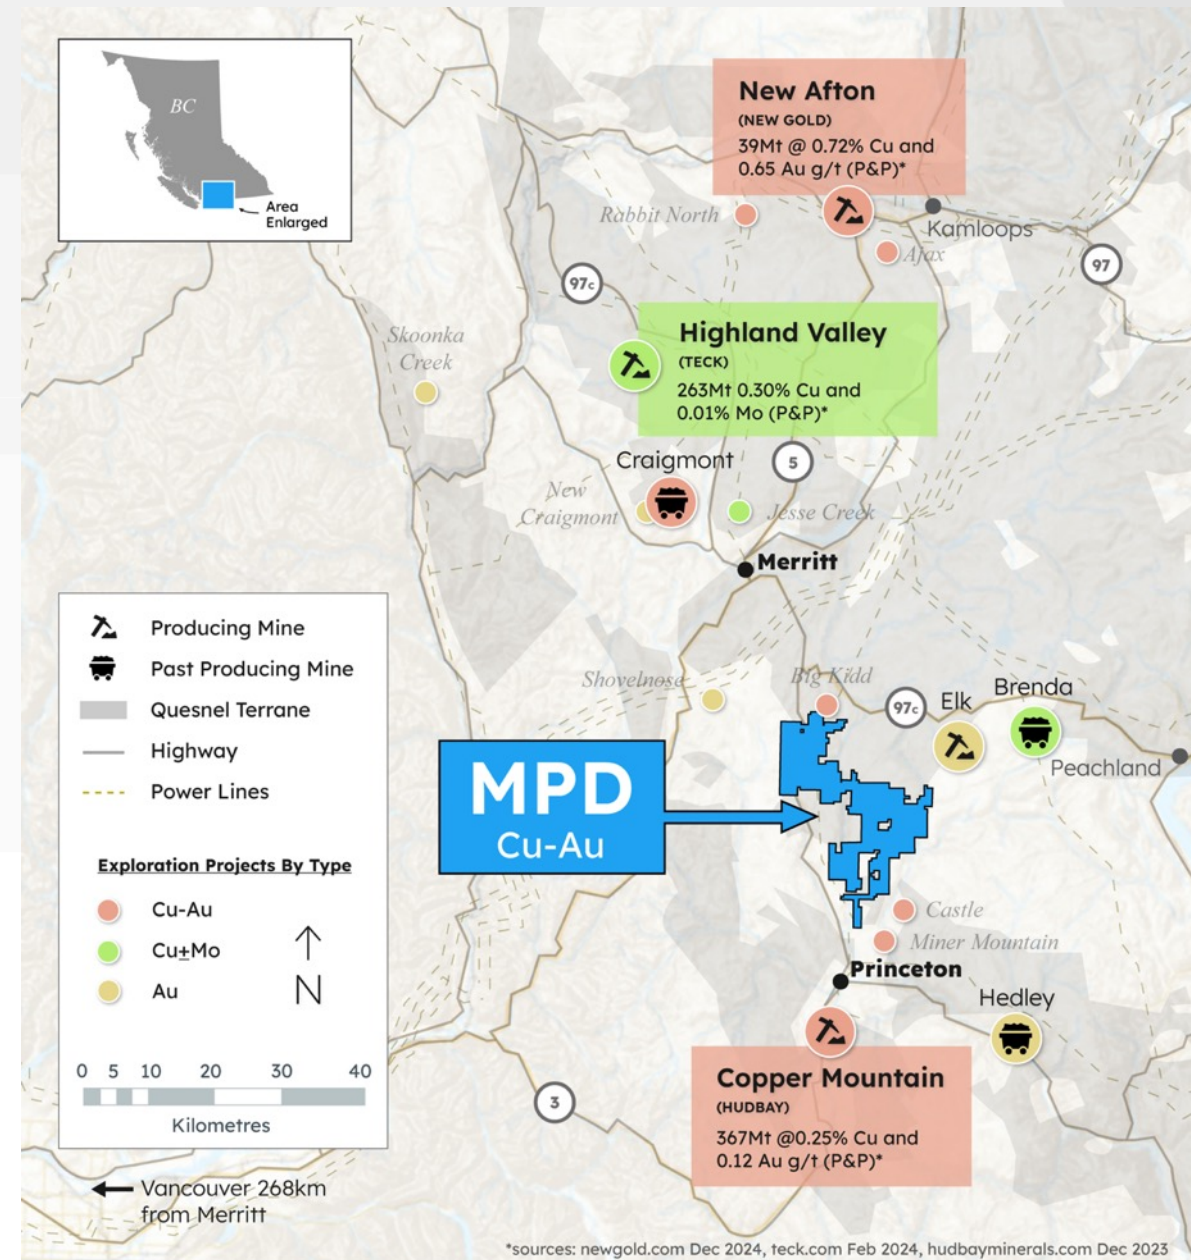 BC
Area
Enlarged
New Afton
(NEW GOLD)
39Mt @ 0.72% Cu and
0.65 Au g/t (P&P)*
Rabbit North
Kamloops
Ajax
97
97c
Highland Valley
(TECK)
263Mt 0.30% Cu and
0.01% Mo (P&P)*
Skoonka
Creek
Craigmont
5
New
Craigmont
Jesse Creek
Merritt
Producing Mine
Past Producing Mine
Quesnel Terrane
Highway
Power Lines
Exploration Projects By Type
Cu-Au
Cu±Mo
Au
N
0 5 10 20 30 40
Kilometres
Shovelnose
Big Kidd
97c
Elk
Brenda
Peachland
MPD
Cu-Au
Castle
Miner Mountain
Princeton
Hedley
Copper Mountain
(HUDBAY)
367Mt @0.25% Cu and
0.12 Au g/t (P&P)*
3
Vancouver 268km
from Merritt
*sources: newgold.com Dec 2024, teck.com Feb 2024, hudbayminerals.com Dec 2023